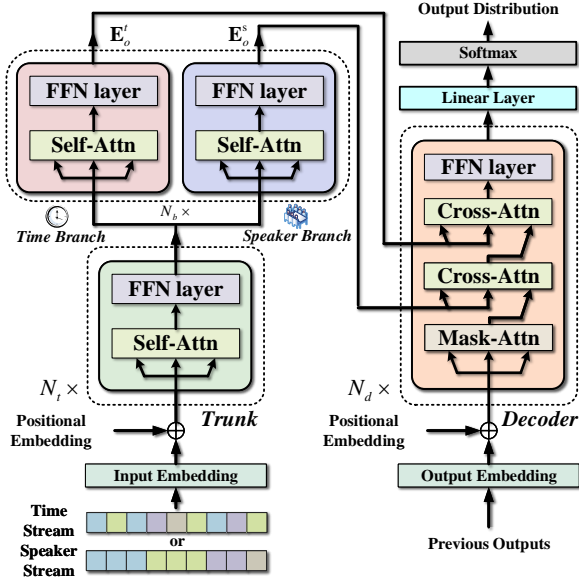 E_o^t
E_o^s
FFN layer
Self-Attn
FFN layer
Self-Attn
N_b ×
Time Branch
Speaker Branch
FFN layer
Self-Attn
N_t ×
Trunk
Positional
Embedding
Input Embedding
Time
Stream
or
Speaker
Stream
Output Distribution
Softmax
Linear Layer
FFN layer
Cross-Attn
Cross-Attn
Mask-Attn
N_d ×
Decoder
Positional
Embedding
Output Embedding
Previous Outputs